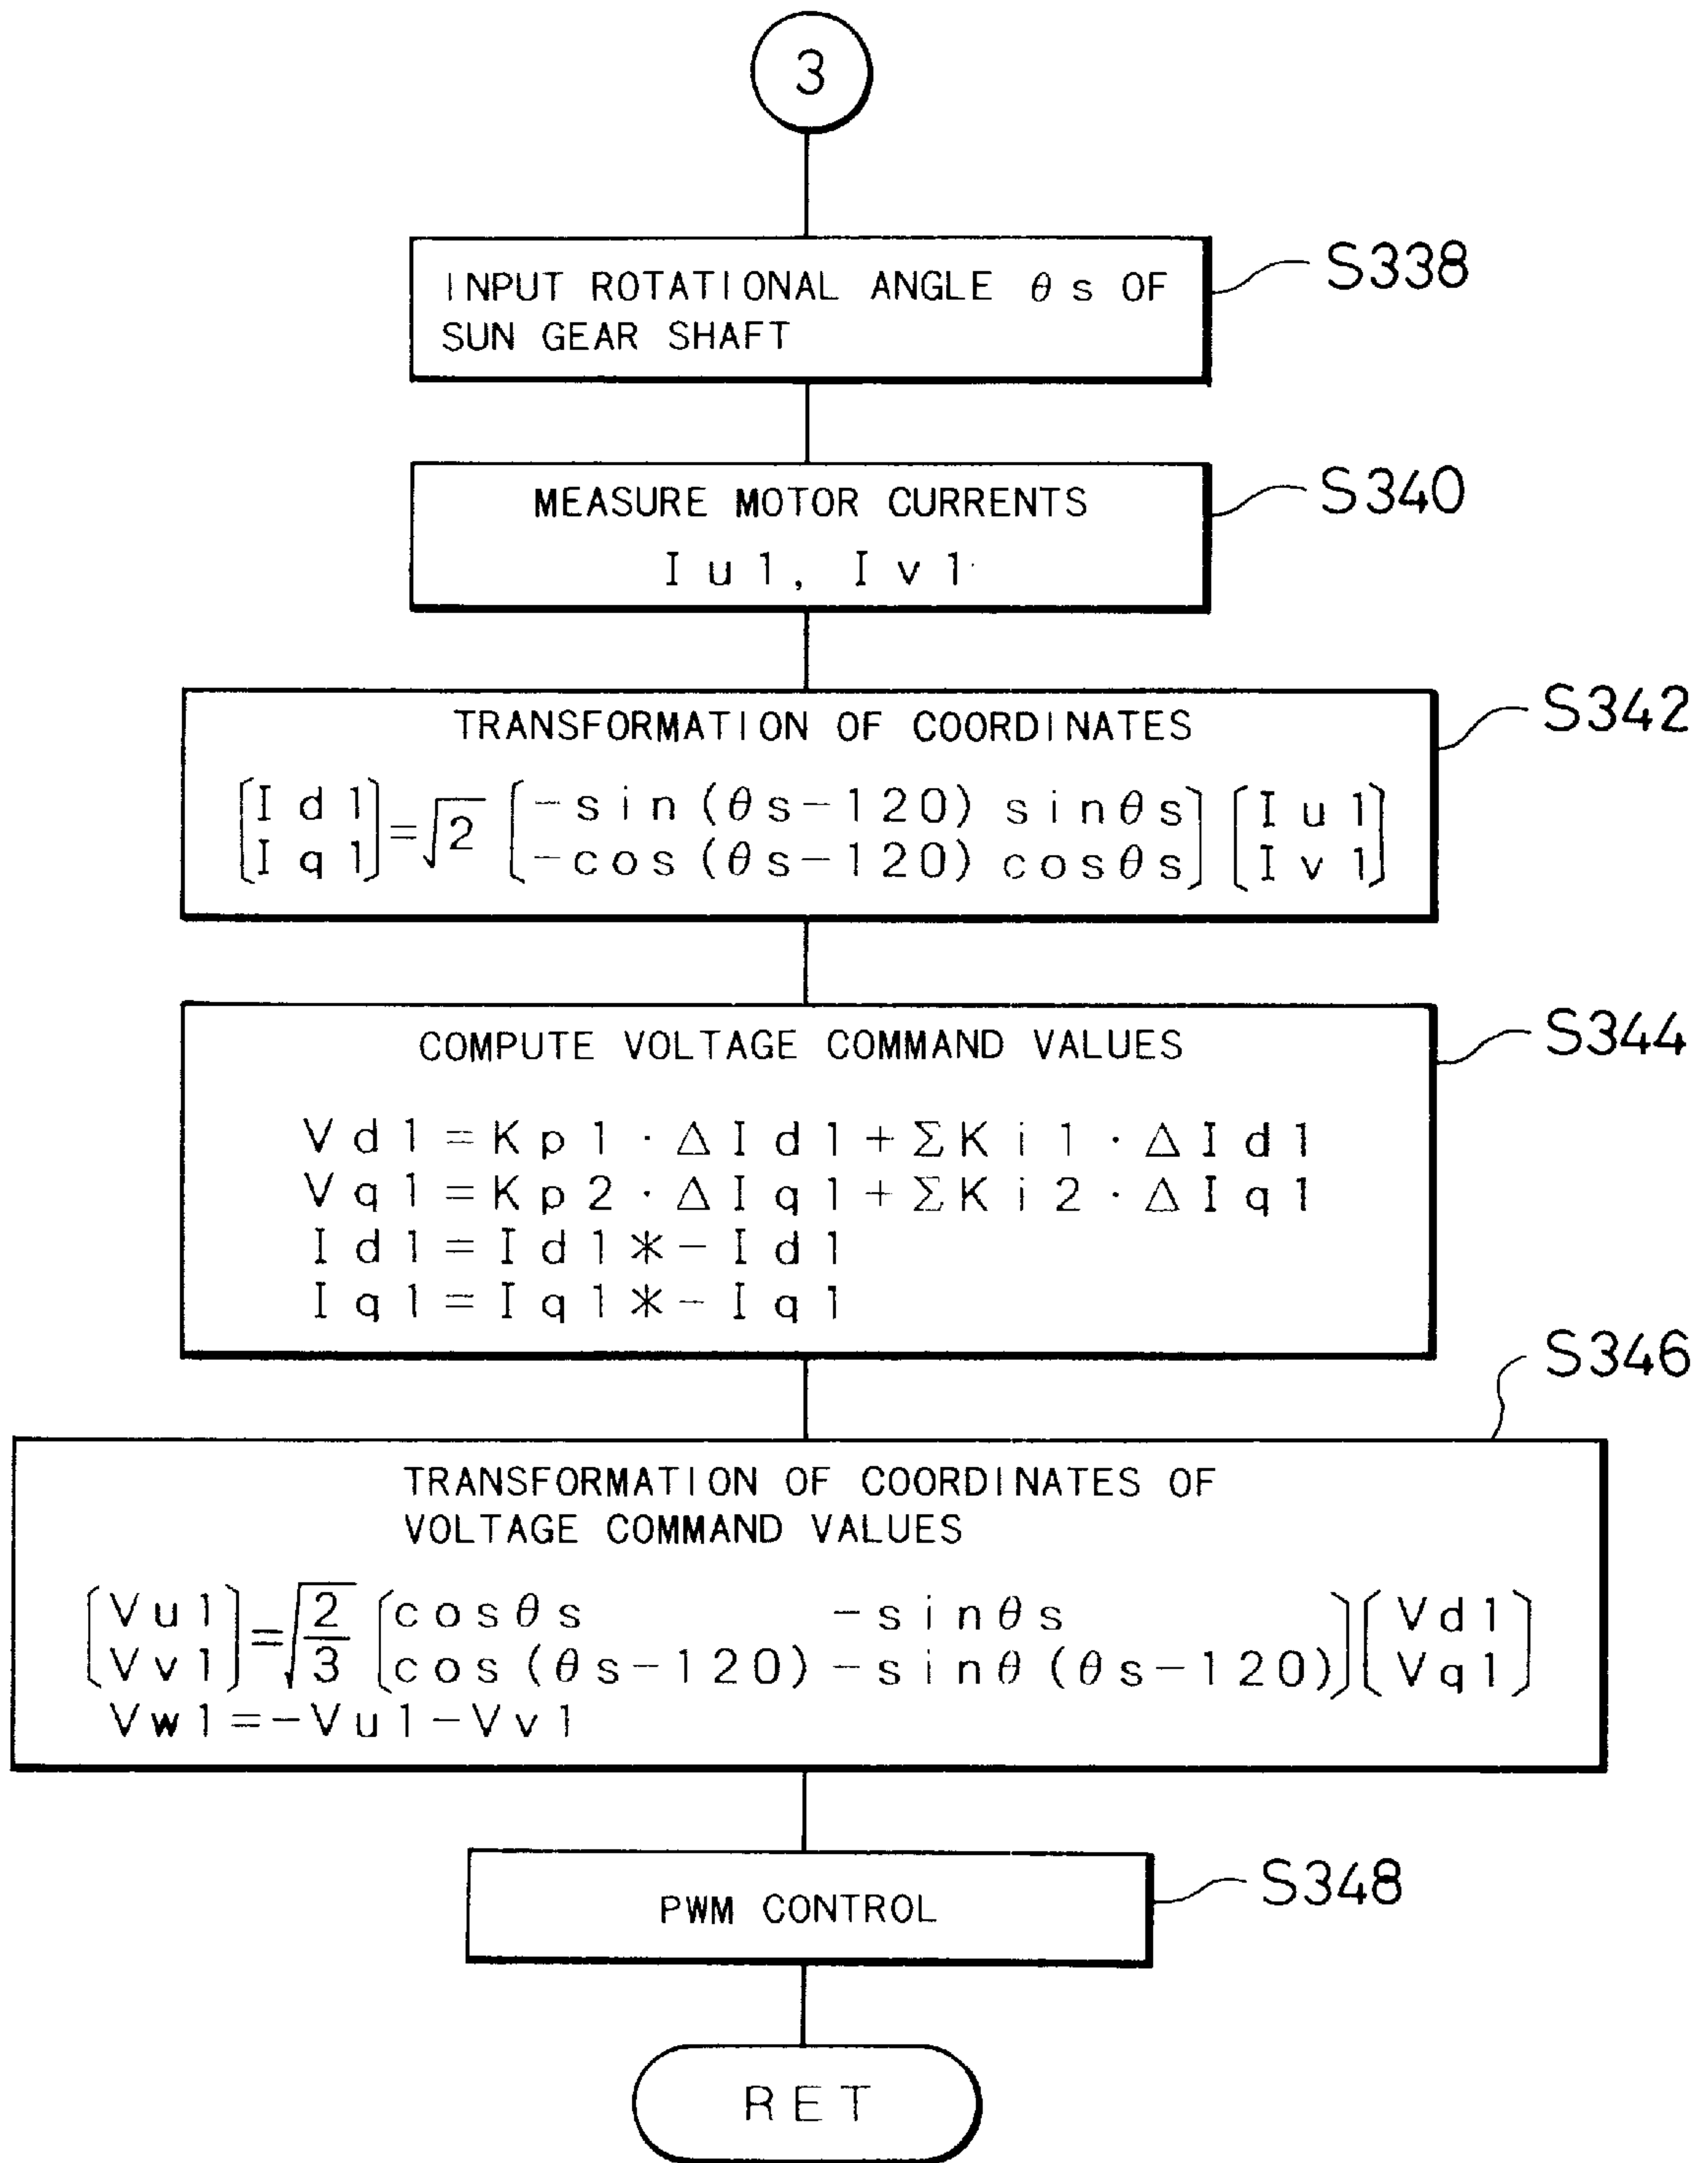 3
INPUT ROTATIONAL ANGLE θs OF
SUN GEAR SHAFT
S338
MEASURE MOTOR CURRENTS
Iu1, Iv1
S340
TRANSFORMATION OF COORDINATES
[Id1] = √2 [-sin(θs-120) sinθs] [Iu1]
[Iq1] [-cos(θs-120) cosθs] [Iv1]
S342
COMPUTE VOLTAGE COMMAND VALUES
Vd1=Kp1·ΔId1+ΣKi1·ΔId1
Vq1=Kp2·ΔIq1+ΣKi2·ΔIq1
Id1=Id1*-Id1
Iq1=Iq1*-Iq1
S344
S346
TRANSFORMATION OF COORDINATES OF
VOLTAGE COMMAND VALUES
[Vu1] = √2/3 [cosθs -sinθs] [Vd1]
[Vv1] [cos(θs-120) -sinθ(θs-120)] [Vq1]
Vw1=-Vu1-Vv1
PWM CONTROL
S348
RET